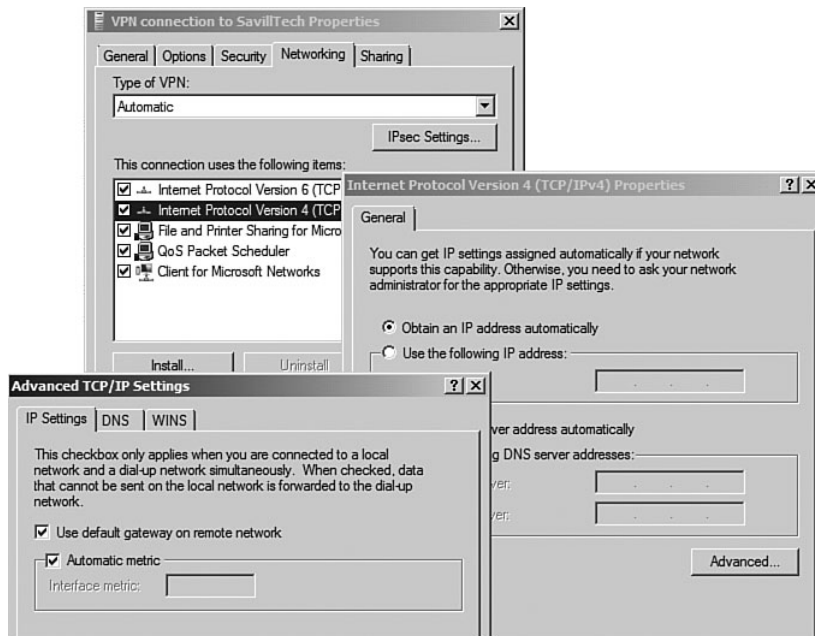 VPN connection to SavillTech Properties
General
Options
Security
Networking
Sharing
Type of VPN:
Automatic
IPsec Settings...
This connection uses the following items:
Internet Protocol Version 6 (TCP
Internet Protocol Version 4 (TCP
File and Printer Sharing for Micro
QoS Packet Scheduler
Client for Microsoft Networks
Install...
Uninstall
Internet Protocol Version 4 (TCP/IPv4) Properties
General
You can get IP settings assigned automatically if your network
supports this capability. Otherwise, you need to ask your network
administrator for the appropriate IP settings.
Obtain an IP address automatically
Use the following IP address:
ver address automatically
g DNS server addresses:
ver:
ver:
Advanced...
Advanced TCP/IP Settings
IP Settings
DNS
WINS
This checkbox only applies when you are connected to a local
network and a dial-up network simultaneously. When checked, data
that cannot be sent on the local network is forwarded to the dial-up
network.
Use default gateway on remote network
Automatic metric
Interface metric: